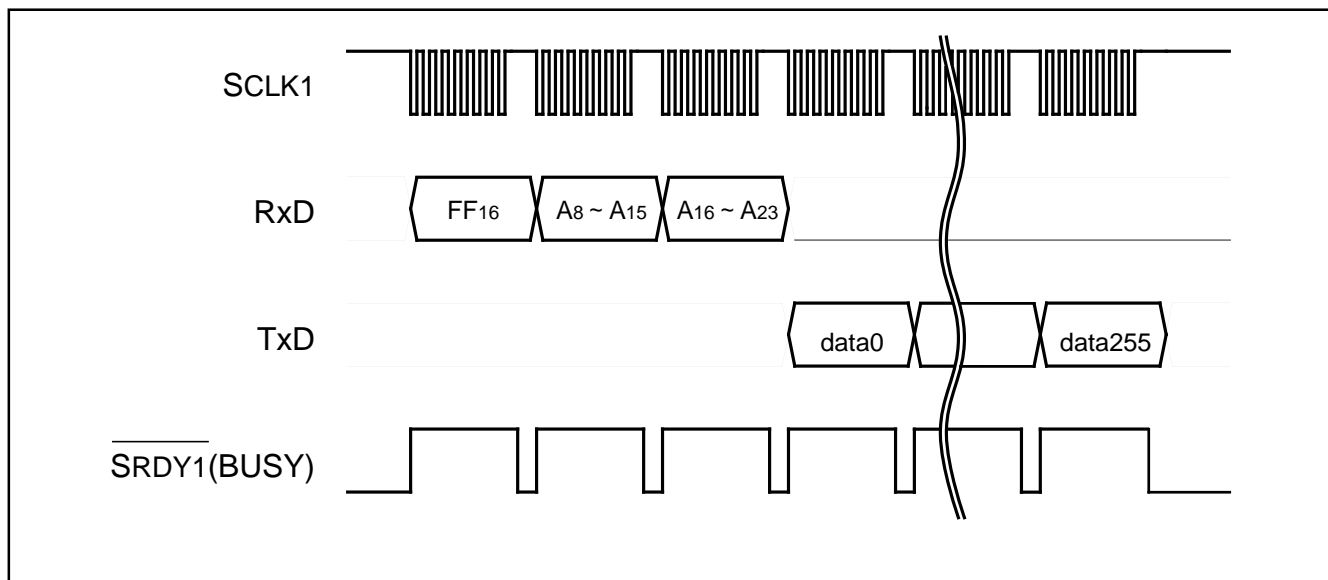 SCLK1
RxD
FF16
A8 ~ A15
A16 ~ A23
TxD
data0
data255
SRDY1(BUSY)